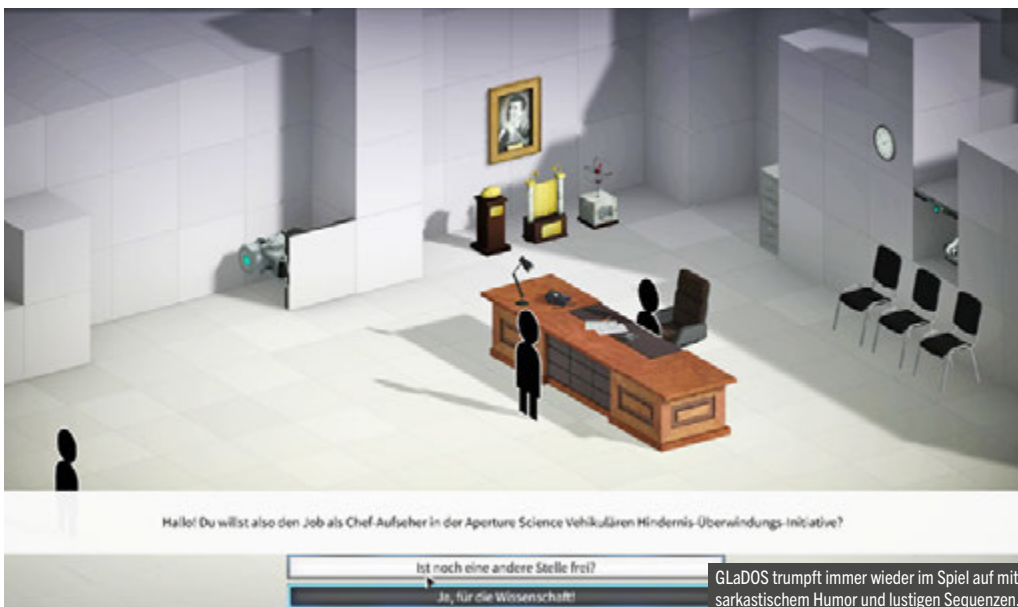 Hallo! Du willst also den Job als Chef-Aufseher in der Aperture Science Vehikulären Hindernis-Überwindungs-Initiative?
Ist noch eine andere Stelle frei?
Ja, für die Wissenschaft!
GLaDOS trumpft immer wieder im Spiel auf mit
sarkastischem Humor und lustigen Sequenzen.